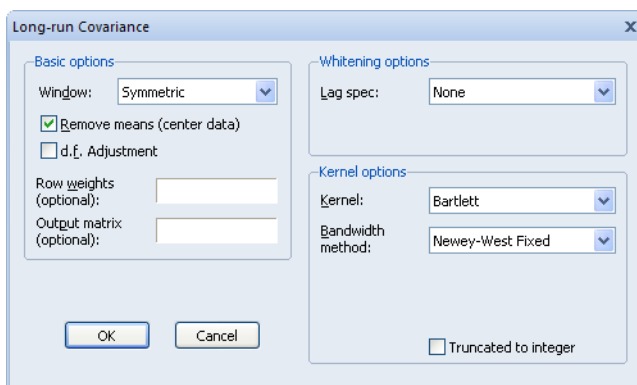 Long-run Covariance
x
Basic options
Window: Symmetric
Remove means (center data)
d.f. Adjustment
Row weights
(optional):
Output matrix
(optional):
OK Cancel
Whitening options
Lag spec: None
Kernel options
Kernel: Bartlett
Bandwidth
method: Newey-West Fixed
Truncated to integer